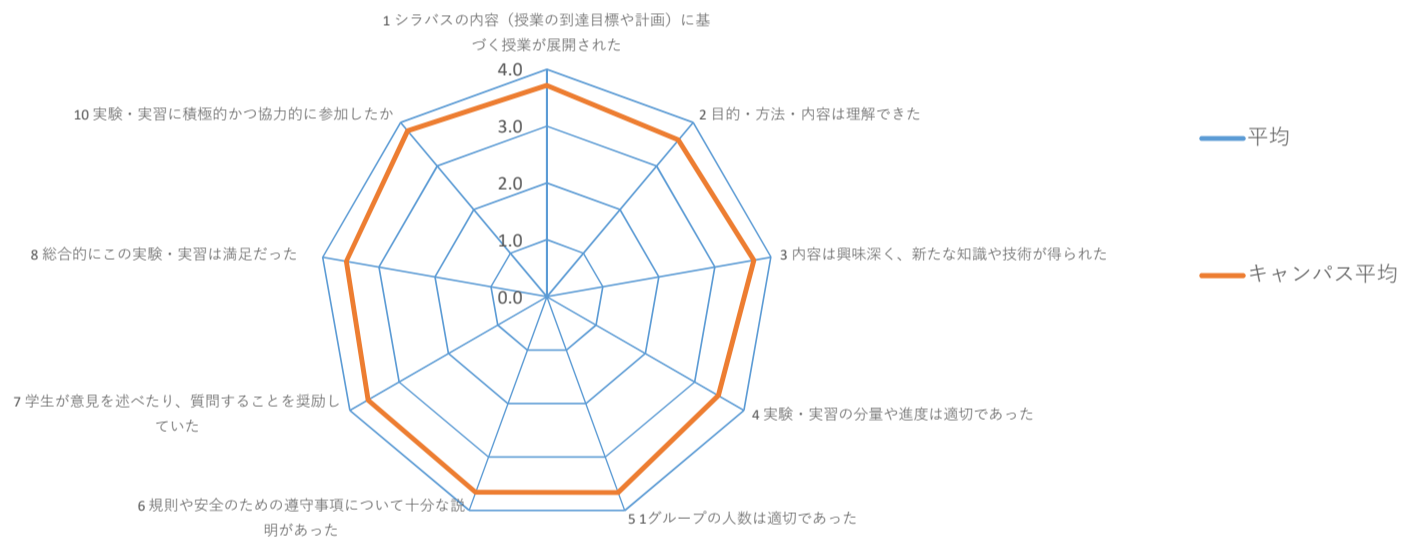 1 シラバスの内容（授業の到達目標や計画）に基
づく授業が展開された
4.0
3.0
2.0
1.0
0.0
2 目的・方法・内容は理解できた
3 内容は興味深く、新たな知識や技術が得られた
4 実験・実習の分量や進度は適切であった
5 1グループの人数は適切であった
6 規則や安全のための遵守事項について十分な説
明があった
7 学生が意見を述べたり、質問することを奨励し
ていた
8 総合的にこの実験・実習は満足だった
10 実験・実習に積極的かつ協力的に参加したか
平均
キャンパス平均